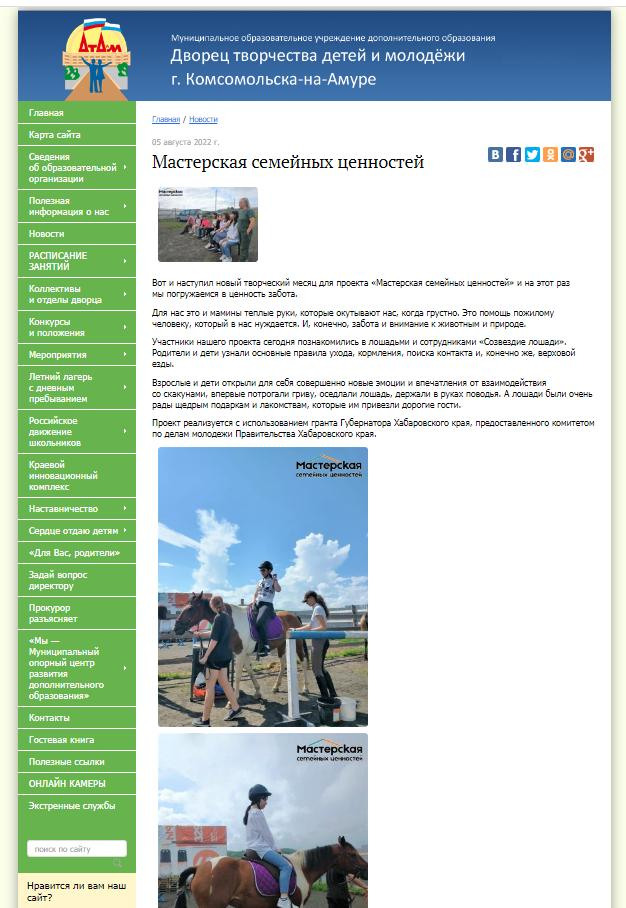 ДТДиМ
Муниципальное образовательное учреждение дополнительного образования
Дворец творчества детей и молодёжи
г. Комсомольска-на-Амуре
Главная
Карта сайта
Сведения
об образовательной
организации
Полезная
информация о нас
Новости
РАСПИСАНИЕ
ЗАНЯТИЙ
Коллективы
и отделы дворца
Конкурсы
и положения
Мероприятия
Летний лагерь
с дневным
пребыванием
Российское
движение
школьников
Краевой
инновационный
комплекс
Наставничество
Сердце отдаю детям
«Для Вас, родители»
Задай вопрос
директору
Прокурор
разъясняет
«Мы —
Муниципальный
опорный центр
развития
дополнительного
образования»
Контакты
Гостевая книга
Полезные ссылки
ОНЛАЙН КАМЕРЫ
Экстренные службы
поиск по сайту
Нравится ли вам наш
сайт?
Главная / Новости
05 августа 2022 г.
Мастерская семейных ценностей
Мастерская
Вот и наступил новый творческий месяц для проекта «Мастерская семейных ценностей» и на этот раз
мы погружаемся в ценность забота.
Для нас это и мамины теплые руки, которые окутывают нас, когда грустно. Это помощь пожилому
человеку, который в нас нуждается. И, конечно, забота и внимание к животным и природе.
Участники нашего проекта сегодня познакомились в лошадьми и сотрудниками «Созвездие лошади».
Родители и дети узнали основные правила ухода, кормления, поиска контакта и, конечно же, верховой
езды.
Взрослые и дети открыли для себя совершенно новые эмоции и впечатления от взаимодействия
со скакунами, впервые потрогали гриву, оседлали лошадь, держали в руках поводья. А лошади были очень
рады щедрым подаркам и лакомствам, которые им привезли дорогие гости.
Проект реализуется с использованием гранта Губернатора Хабаровского края, предоставленного комитетом
по делам молодежи Правительства Хабаровского края.
Мастерская
семейных ценностей
Мастерская
семейных ценностей